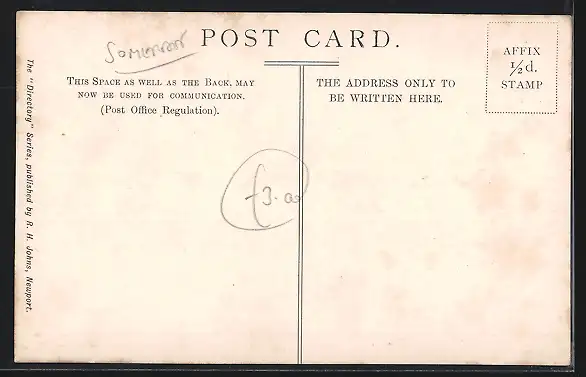 Somerset
POST CARD.
THIS SPACE AS WELL AS THE BACK, MAY
NOW BE USED FOR COMMUNICATION.
(Post Office Regulation).
THE ADDRESS ONLY TO
BE WRITTEN HERE.
AFFIX
½d.
STAMP
£3.00
The "Directory" Series, published by R. H. Johns, Newport.